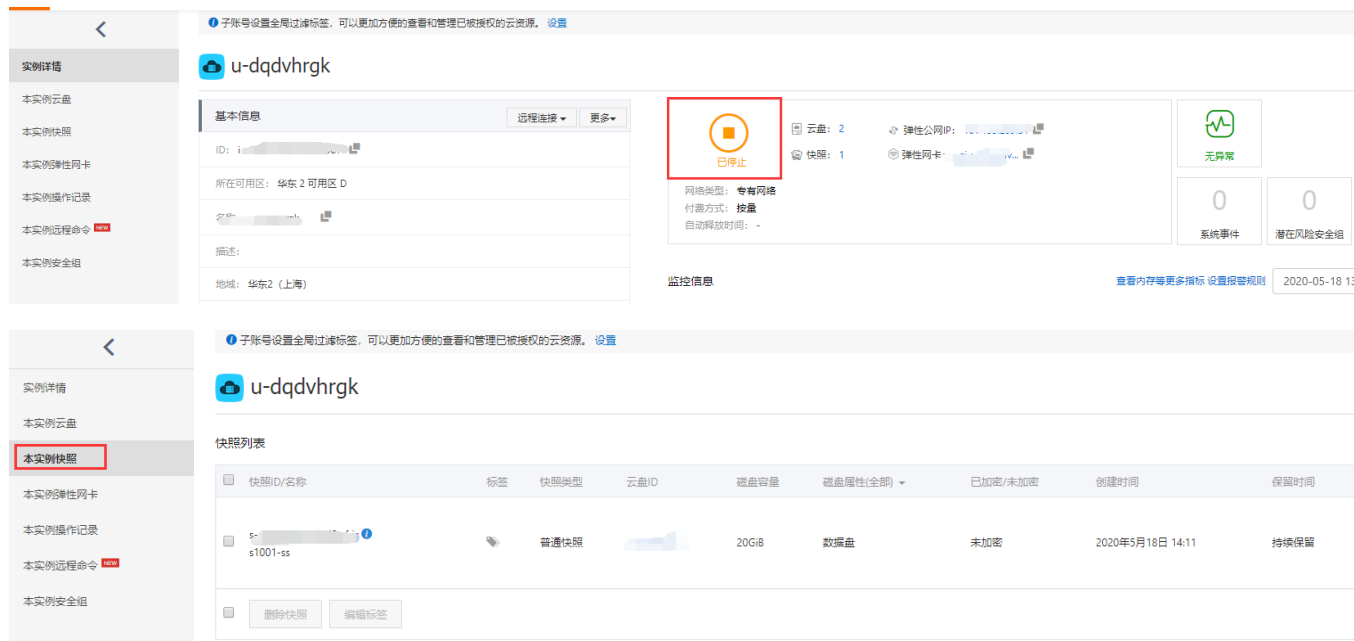 子账号设置全局过滤标签，可以更加方便的查看和管理已被授权的云资源。 设置
实例详情
本实例云盘
本实例快照
本实例弹性网卡
本实例操作记录
本实例远程命令 NEW
本实例安全组
u-dqdvhrgk
基本信息 远程连接 更多
ID: i
所在可用区: 华东 2 可用区 D
名称
描述:
地域: 华东2 (上海)
已停止
云盘: 2
弹性公网IP:
快照: 1
弹性网卡:
网络类型: 专有网络
付费方式: 按量
自动释放时间: -
无异常
0
系统事件
0
潜在风险安全组
监控信息 查看内存等更多指标 设置报警规则 2020-05-18 13
子账号设置全局过滤标签，可以更加方便的查看和管理已被授权的云资源。 设置
实例详情
本实例云盘
本实例快照
本实例弹性网卡
本实例操作记录
本实例远程命令 NEW
本实例安全组
u-dqdvhrgk
快照列表
快照ID/名称 标签 快照类型 云盘ID 磁盘容量 磁盘属性(全部) 已加密/未加密 创建时间 保留时间
s-
s1001-ss
普通快照 20GiB 数据盘 未加密 2020年5月18日 14:11 持续保留
删除快照 编辑标签